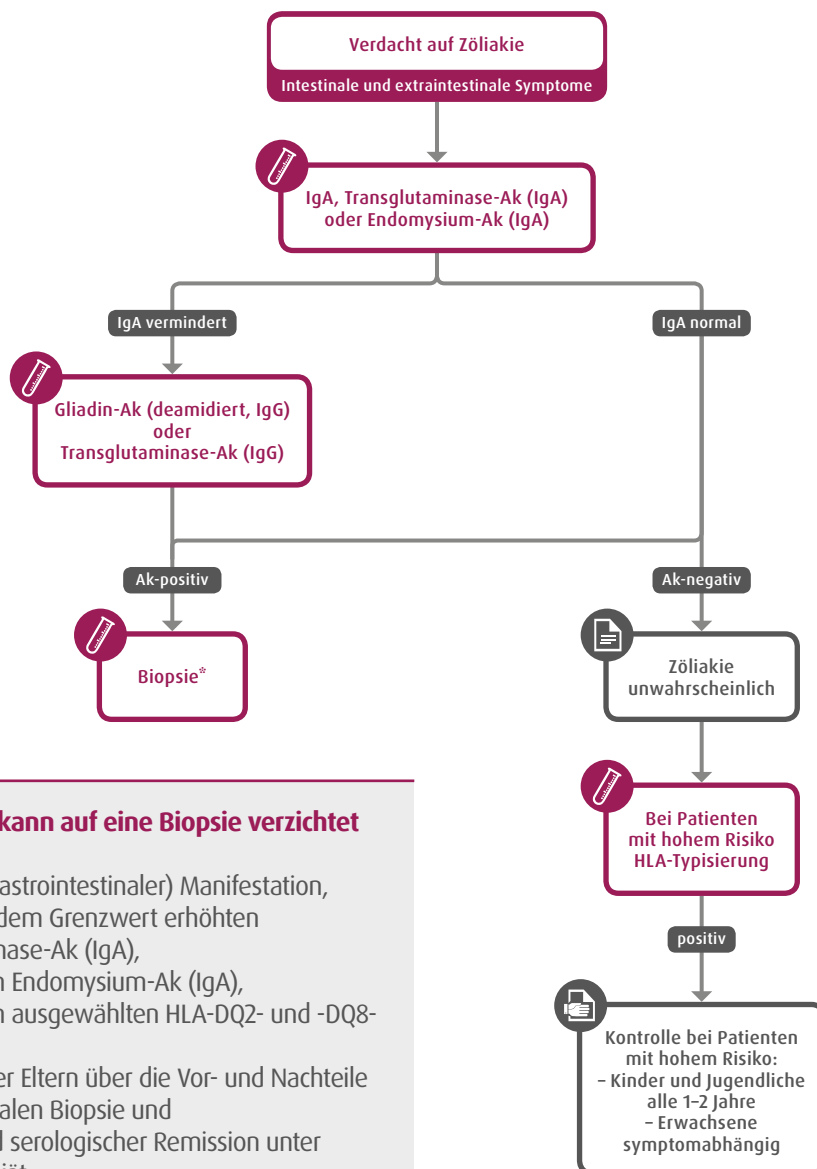 Verdacht auf Zöliakie
Intestinale und extraintestinale Symptome
IgA, Transglutaminase-Ak (IgA)
oder Endomysium-Ak (IgA)
IgA vermindert
IgA normal
Gliadin-Ak (deamidiert, IgG)
oder
Transglutaminase-Ak (IgG)
Ak-positiv
Ak-negativ
Biopsie*
Zöliakie
unwahrscheinlich
Bei Patienten
mit hohem Risiko
HLA-Typisierung
positiv
Kontrolle bei Patienten
mit hohem Risiko:
– Kinder und Jugendliche
alle 1–2 Jahre
– Erwachsene
symptomabhängig
kann auf eine Biopsie verzichtet
astrointestinaler) Manifestation,
dem Grenzwert erhöhten
nase-Ak (IgA),
n Endomysium-Ak (IgA),
n ausgewählten HLA-DQ2- und -DQ8-
er Eltern über die Vor- und Nachteile
alen Biopsie und
d serologischer Remission unter